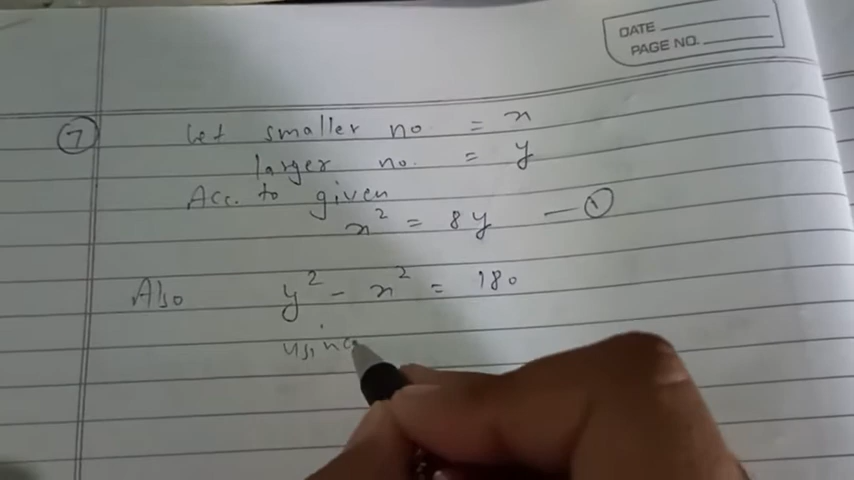 DATE
PAGE NO.
7 Let smaller no. = x
larger no. = y
Acc. to given
x² = 8y — 1
Also y² - x² = 180
using